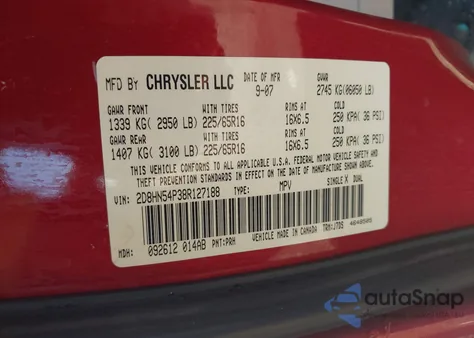 MFD BY CHRYSLER LLC DATE OF MFR 9-07 GVWR 2745 KG(06050 LB)
GAWR FRONT WITH TIRES RIMS AT COLD
1339 KG( 2950 LB) 225/65R16 16X6.5 250 KPA( 36 PSI)
GAWR REAR WITH TIRES RIMS AT COLD
1407 KG( 3100 LB) 225/65R16 16X6.5 250 KPA( 36 PSI)
THIS VEHICLE CONFORMS TO ALL APPLICABLE U.S.A. FEDERAL MOTOR VEHICLE SAFETY AND
THEFT PREVENTION STANDARDS IN EFFECT ON THE DATE OF MANUFACTURE SHOWN ABOVE.
VIN: 2D8HN54P38R127188 TYPE: MPV SINGLE X DUAL
MDH: 092612 014AB PNT: PRH VEHICLE MADE IN CANADA TRM:J7D5
autoSnap